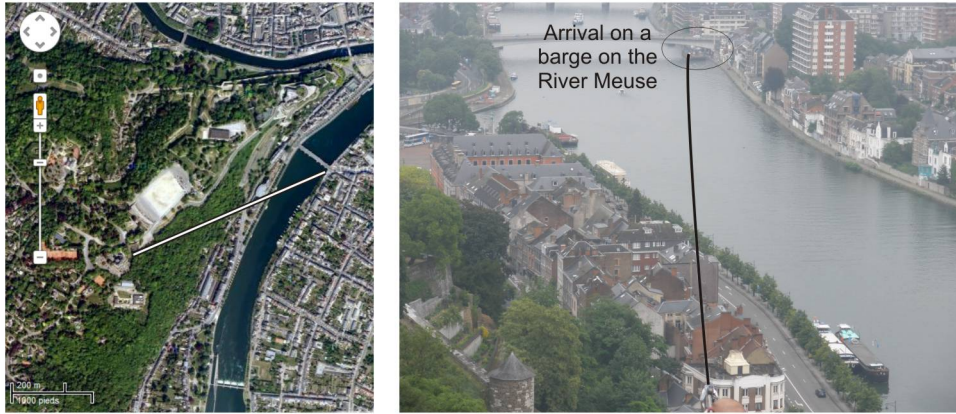 200 m
1000 pieds
Arrival on a
barge on the
River Meuse